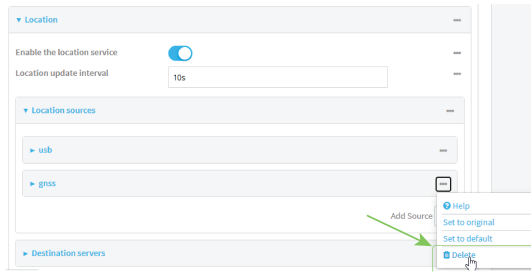 Location
Enable the location service
Location update interval
10s
Location sources
usb
gnss
Add Source
Help
Set to original
Set to default
Delete
Destination servers